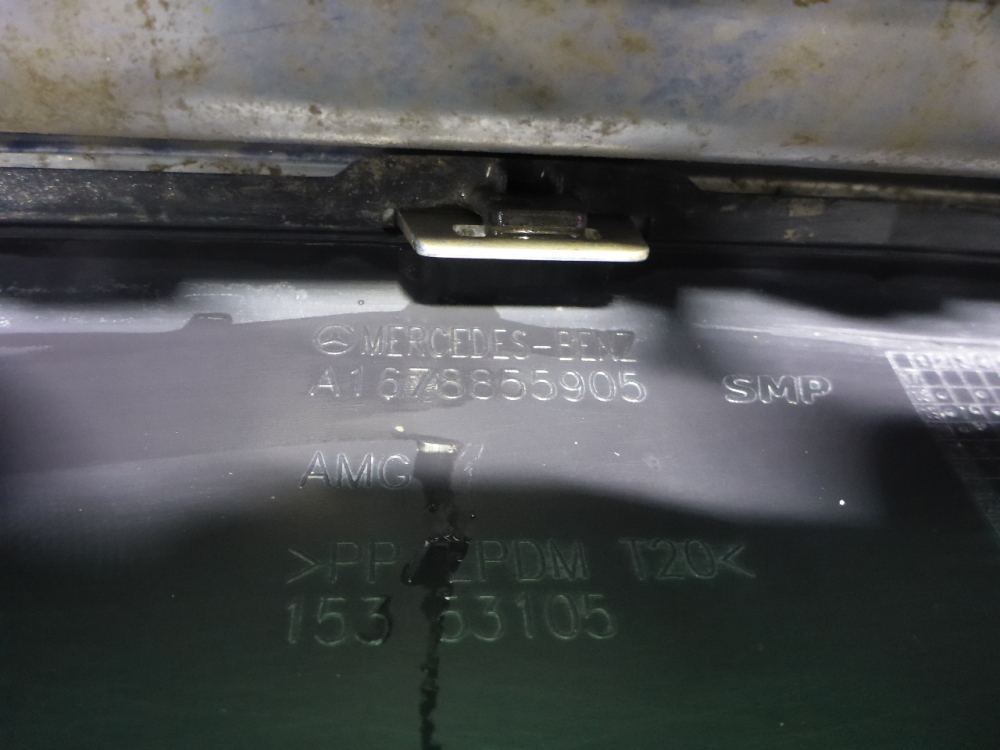 MERCEDES-BENZ
A1678855905 SMP
AMG
>PP EPDM T20<
153 53105